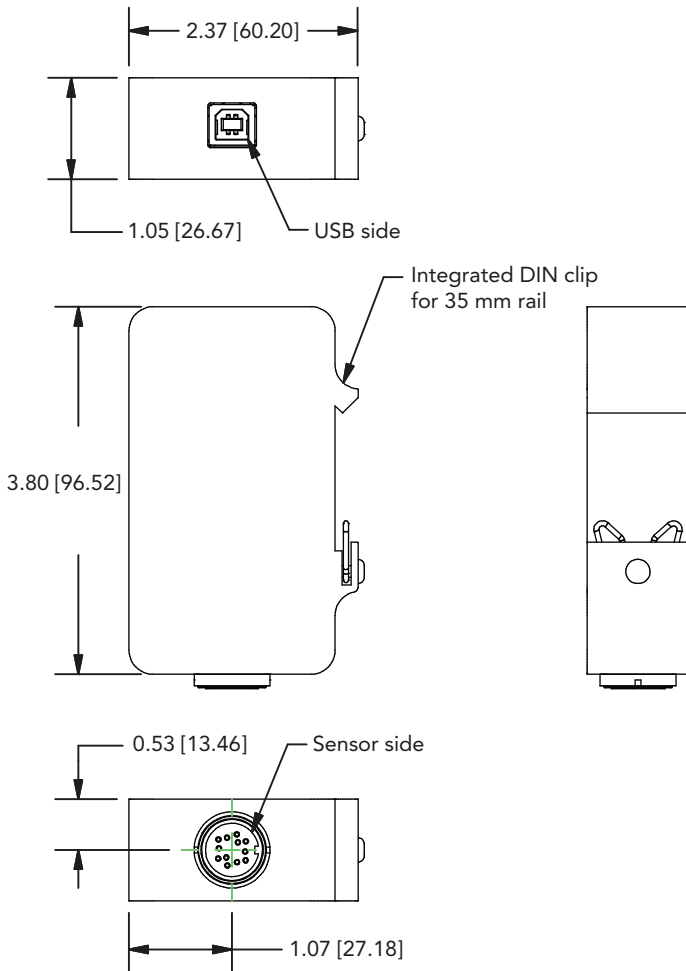 2.37 [60.20]
1.05 [26.67]
USB side
Integrated DIN clip
for 35 mm rail
3.80 [96.52]
0.53 [13.46]
Sensor side
1.07 [27.18]